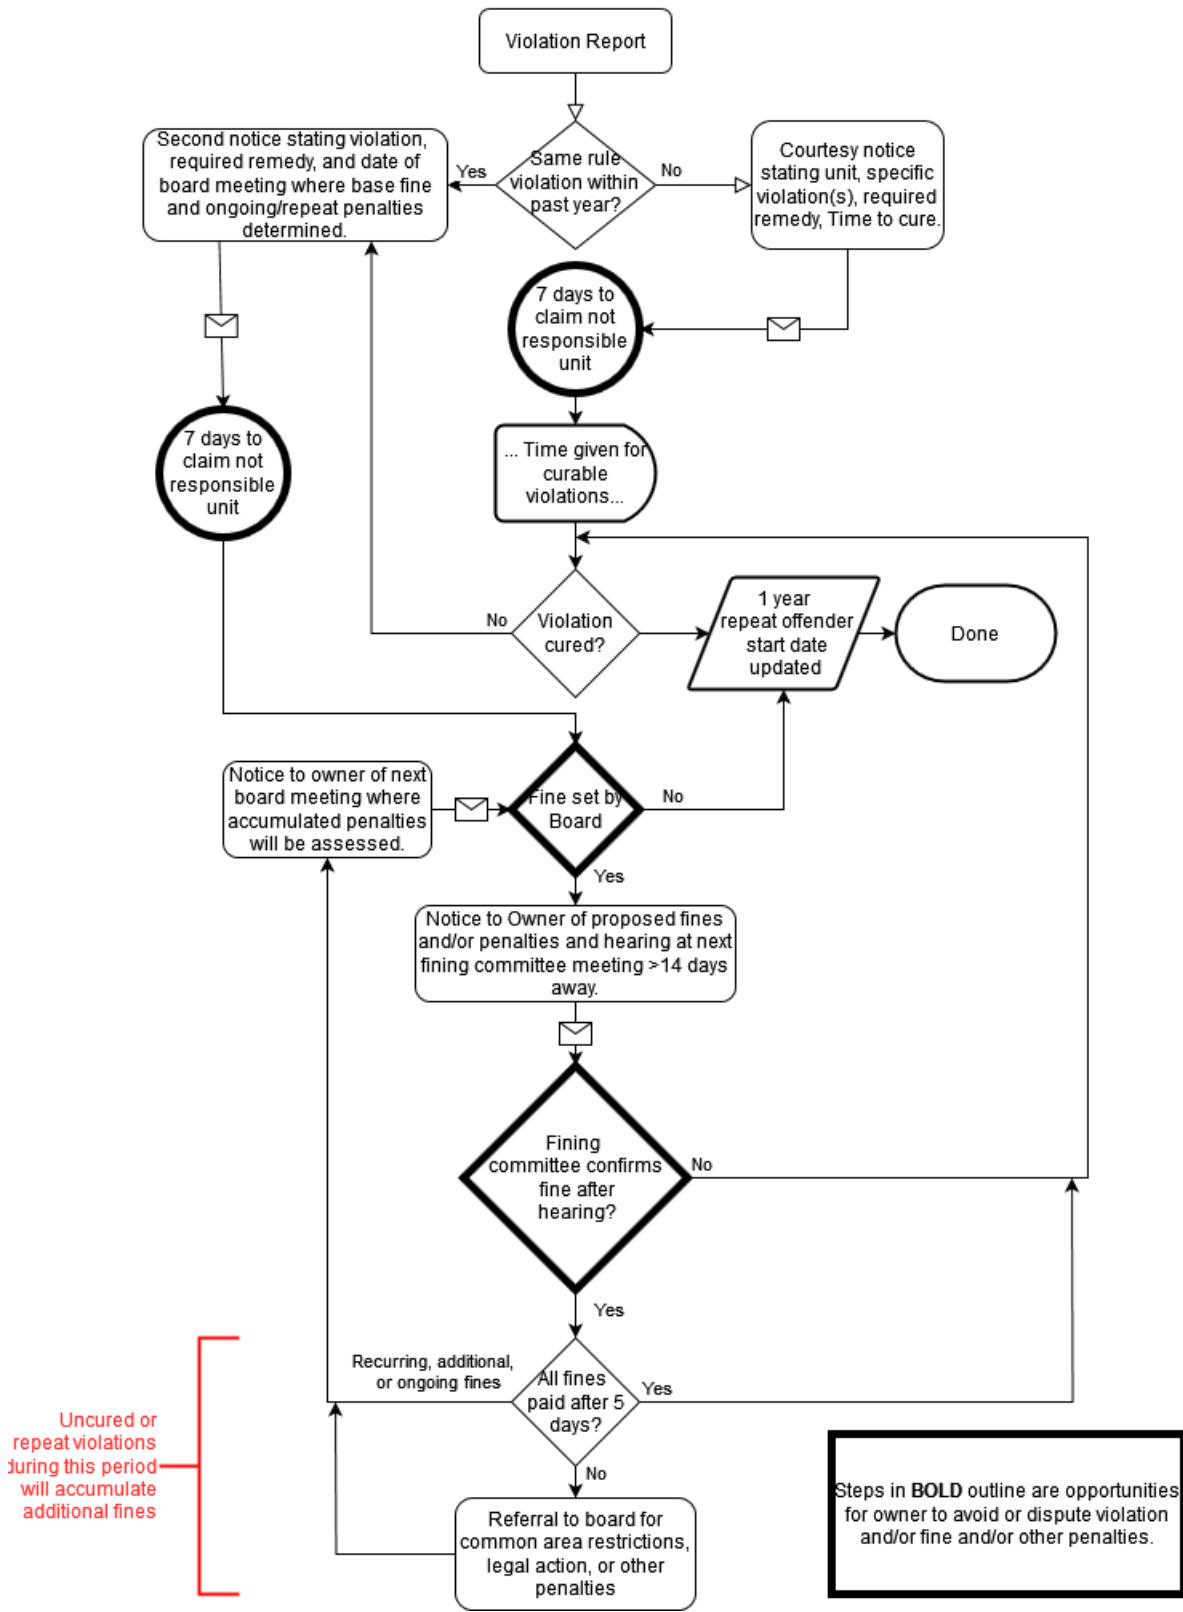 Violation Report
Second notice stating violation,
required remedy, and date of
board meeting where base fine
and ongoing/repeat penalties
determined.
Yes
Same rule
violation within
past year?
No
Courtesy notice
stating unit, specific
violation(s), required
remedy, Time to cure.
7 days to
claim not
responsible
unit
7 days to
claim not
responsible
unit
... Time given for
curable
violations...
No
Violation
cured?
1 year
repeat offender
start date
updated
Done
Notice to owner of next
board meeting where
accumulated penalties
will be assessed.
Fine set by
Board
No
Yes
Notice to Owner of proposed fines
and/or penalties and hearing at next
fining committee meeting >14 days
away.
Fining
committee confirms
fine after
hearing?
No
Yes
Recurring, additional,
or ongoing fines
All fines
paid after 5
days?
Yes
No
Uncured or
repeat violations
during this period
will accumulate
additional fines
Referral to board for
common area restrictions,
legal action, or other
penalties
Steps in BOLD outline are opportunities
for owner to avoid or dispute violation
and/or fine and/or other penalties.